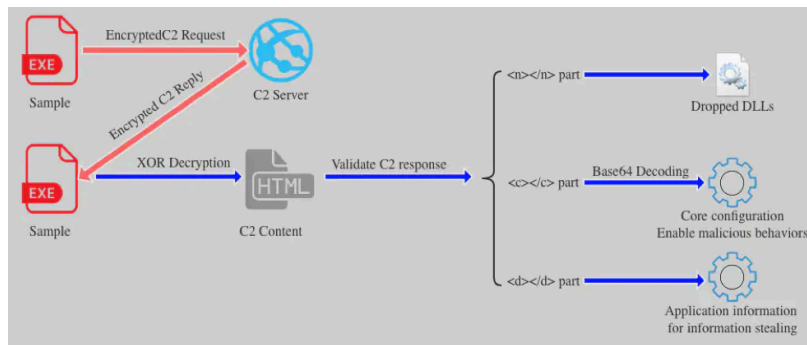 EncryptedC2 Request
EXE
Sample
C2 Server
Encrypted C2 Reply
<n></n> part
Dropped DLLs
EXE
Sample
XOR Decryption
HTML
C2 Content
Validate C2 response
<c></c> part
Base64 Decoding
Core configuration
Enable malicious behaviors
<d></d> part
Application information
for information stealing